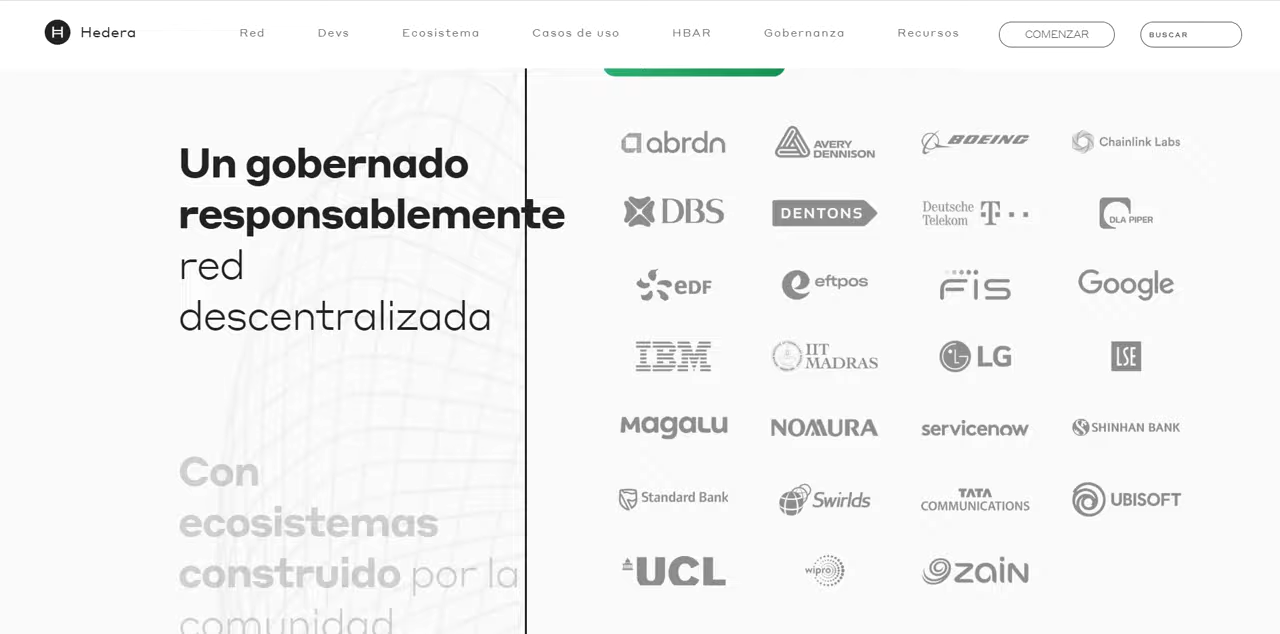 Hedera
Red
Devs
Ecosistema
Casos de uso
HBAR
Gobernanza
Recursos
COMENZAR
BUSCAR
Un gobernado
responsablemente
red
descentralizada
Con
ecosistemas
construido por la
comunidad
abrdn
AVERY
DENNISON
BOEING
Chainlink Labs
DBS
DENTONS
Deutsche
Telekom T
DLA PIPER
eDF
eftpos
FIS
Google
IBM
IIT
MADRAS
LG
LSE
Magalu
NOMURA
servicenow
SHINHAN BANK
Standard Bank
Swirlds
TATA
COMMUNICATIONS
UBISOFT
UCL
wipro
zain